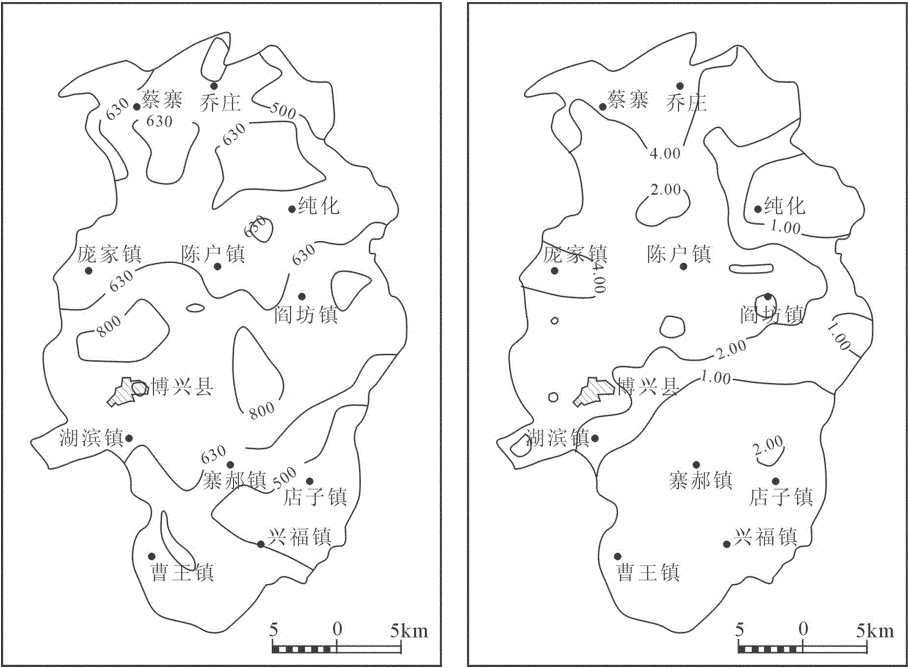 蔡寨
乔庄
630
630
500
630
纯化
630
庞家镇
陈户镇
630
630
阎坊镇
800
博兴县
800
湖滨镇
630
寨郝镇
500
店子镇
兴福镇
曹王镇
5 0 5km
蔡寨
乔庄
4.00
2.00
纯化
1.00
庞家镇
陈户镇
4.00
阎坊镇
1.00
2.00
1.00
博兴县
湖滨镇
2.00
寨郝镇
店子镇
兴福镇
曹王镇
5 0 5km